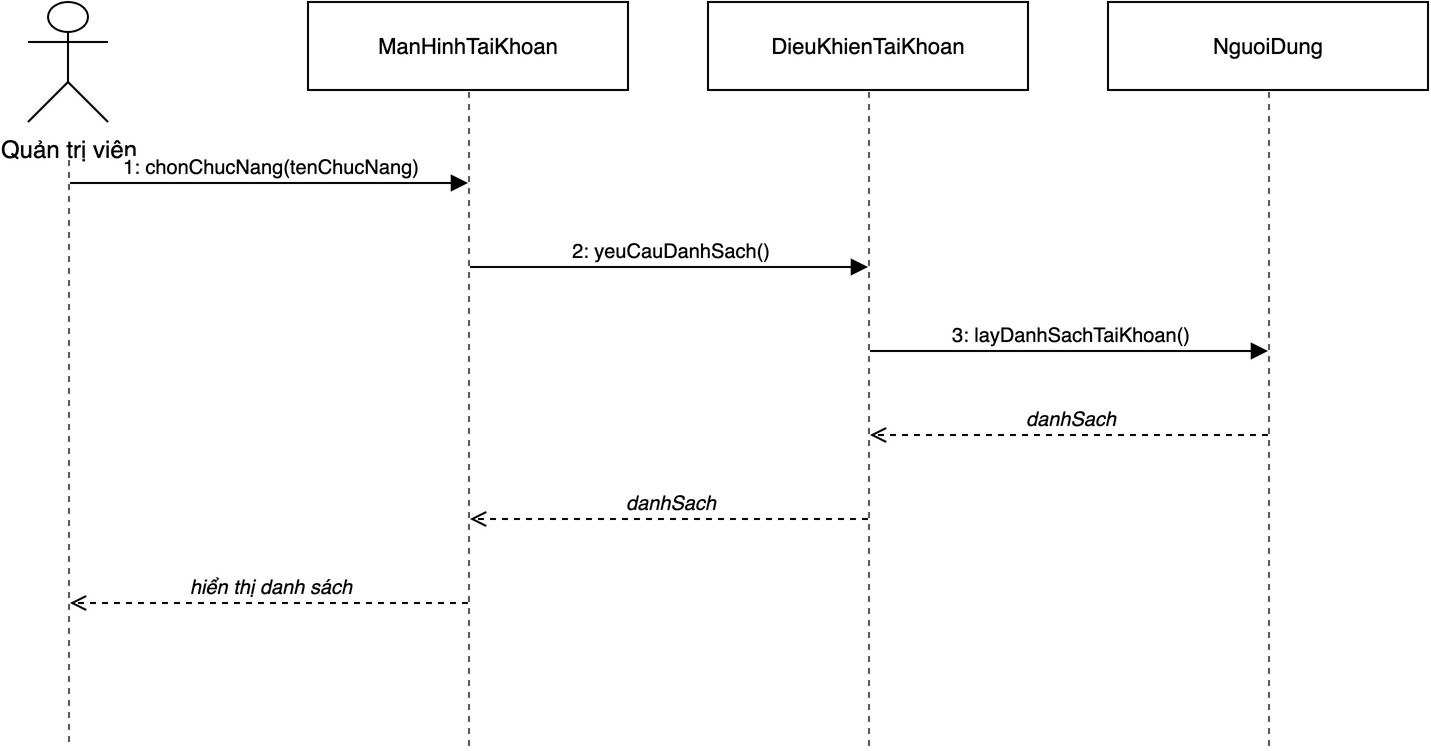 ManHinhTaiKhoan
DieuKhienTaiKhoan
NguoiDung
Quản trị viên
1: chonChucNang(tenChucNang)
2: yeuCauDanhSach()
3: layDanhSachTaiKhoan()
danhSach
danhSach
hiển thị danh sách